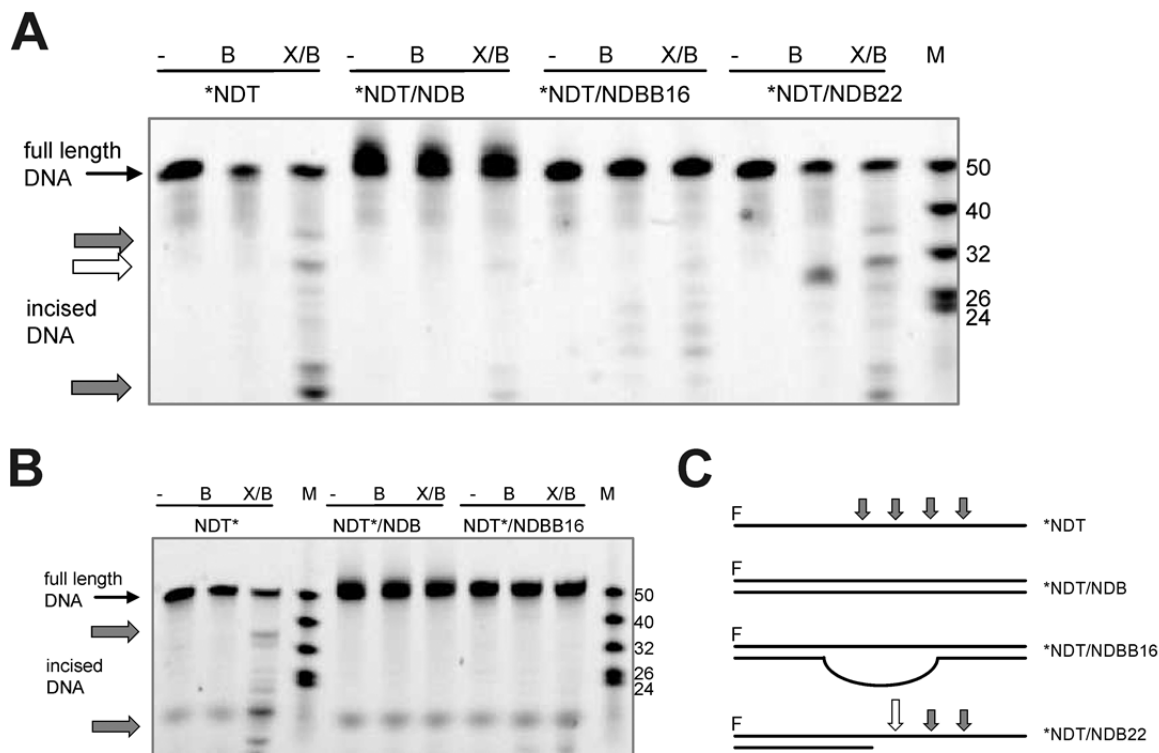 A
- B X/B - B X/B - B X/B - B X/B M
*NDT *NDT/NDB *NDT/NDBB16 *NDT/NDB22
full length
DNA
50
40
32
incised
DNA
26
24
B
- B X/B M - B X/B M
NDT* NDT*/NDB NDT*/NDBB16
full length
DNA
50
40
32
incised
DNA
26
24
C
F
*NDT
F
*NDT/NDB
F
*NDT/NDBB16
F
*NDT/NDB22